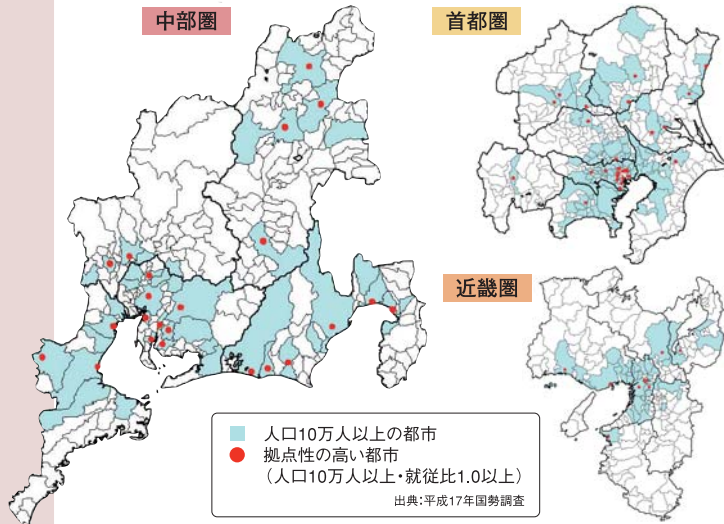 中部圏
首都圏
近畿圏
人口10万人以上の都市
拠点性の高い都市
（人口10万人以上・就従比1.0以上）
出典：平成17年国勢調査